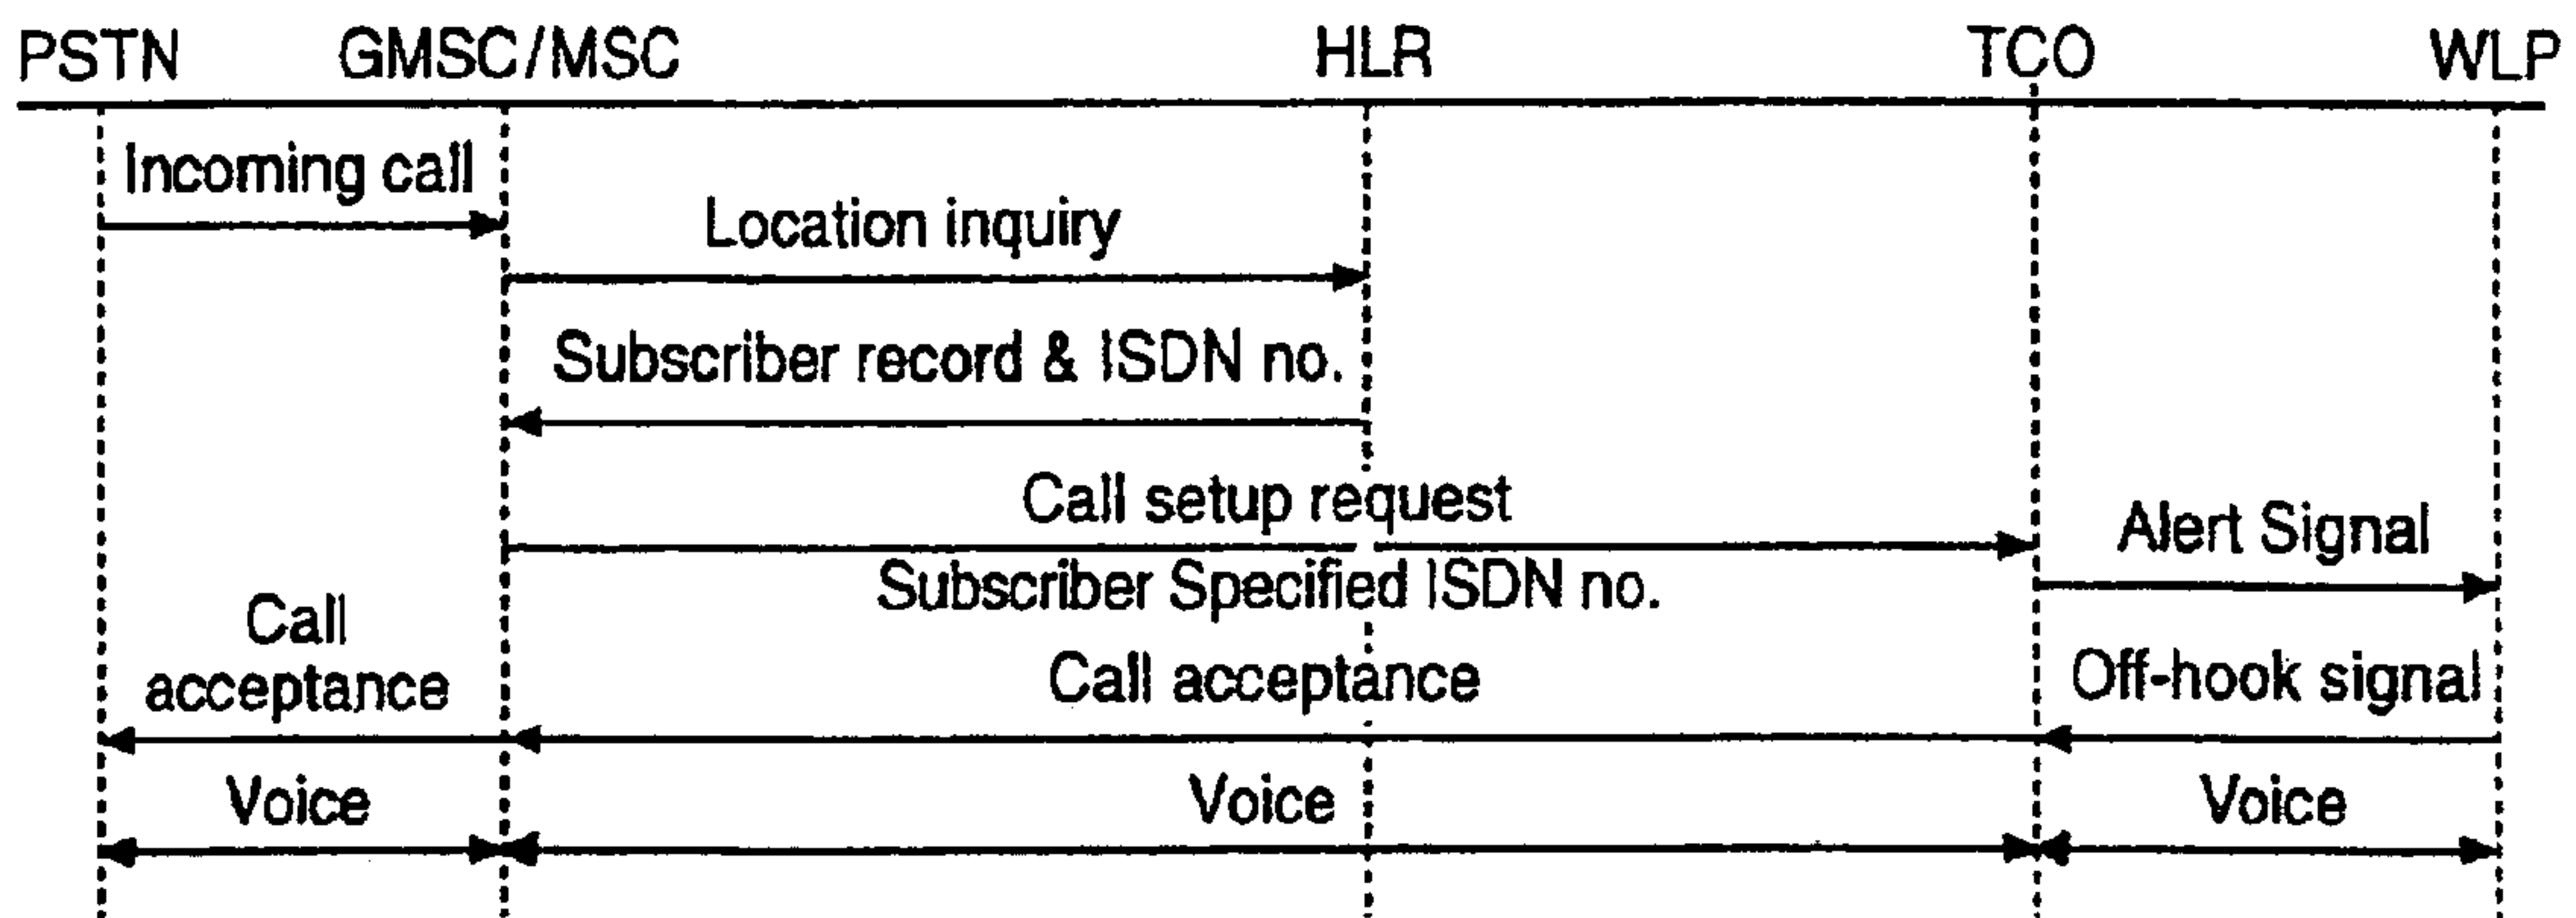 PSTN GMSC/MSC HLR TCO WLP
Incoming call
Location inquiry
Subscriber record & ISDN no.
Call setup request
Alert Signal
Subscriber Specified ISDN no.
Call
acceptance
Call acceptance
Off-hook signal
Voice Voice Voice